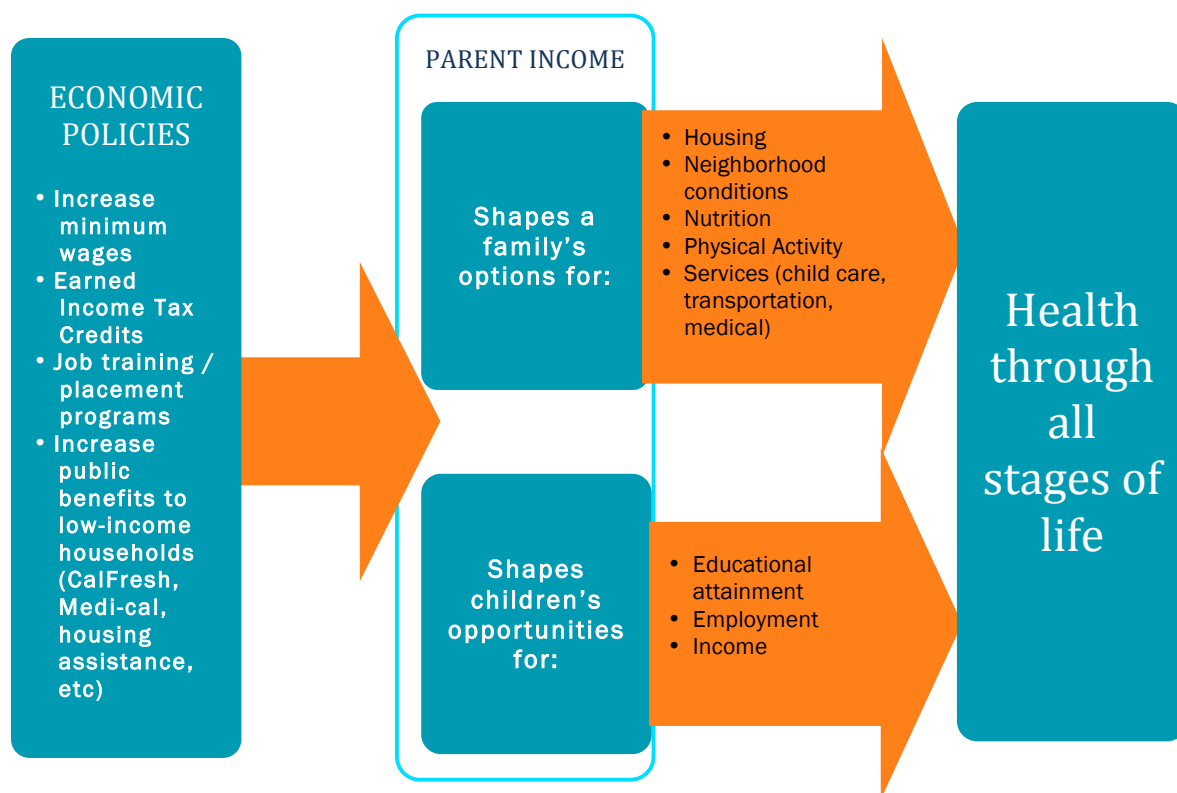 ECONOMIC
POLICIES
• Increase
minimum
wages
• Earned
Income Tax
Credits
• Job training /
placement
programs
• Increase
public
benefits to
low-income
households
(CalFresh,
Medi-cal,
housing
assistance,
etc)
PARENT INCOME
Shapes a
family’s
options for:
• Housing
• Neighborhood
conditions
• Nutrition
• Physical Activity
• Services (child care,
transportation,
medical)
Shapes
children’s
opportunities
for:
• Educational
attainment
• Employment
• Income
Health
through
all
stages of
life